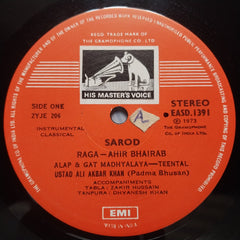 REG. TRADE MARK OF
THE GRAMOPHONE CO. LTD.
HIS MASTER'S VOICE
SIDE ONE
ZYJE 206
INSTRUMENTAL
CLASSICAL
STEREO
EASD.1391
℗ 1973
THE GRAMOPHONE
CO. OF INDIA LTD.
A
SAROD
RAGA—AHIR BHAIRAB
ALAP & GAT MADHYALAYA—TEENTAL
USTAD ALI AKBAR KHAN (Padma Bhusan)
ACCOMPANIMENTS
TABLA: ZAKIR HUSSAIN
TANPURA: DHYANESH KHAN
EMI